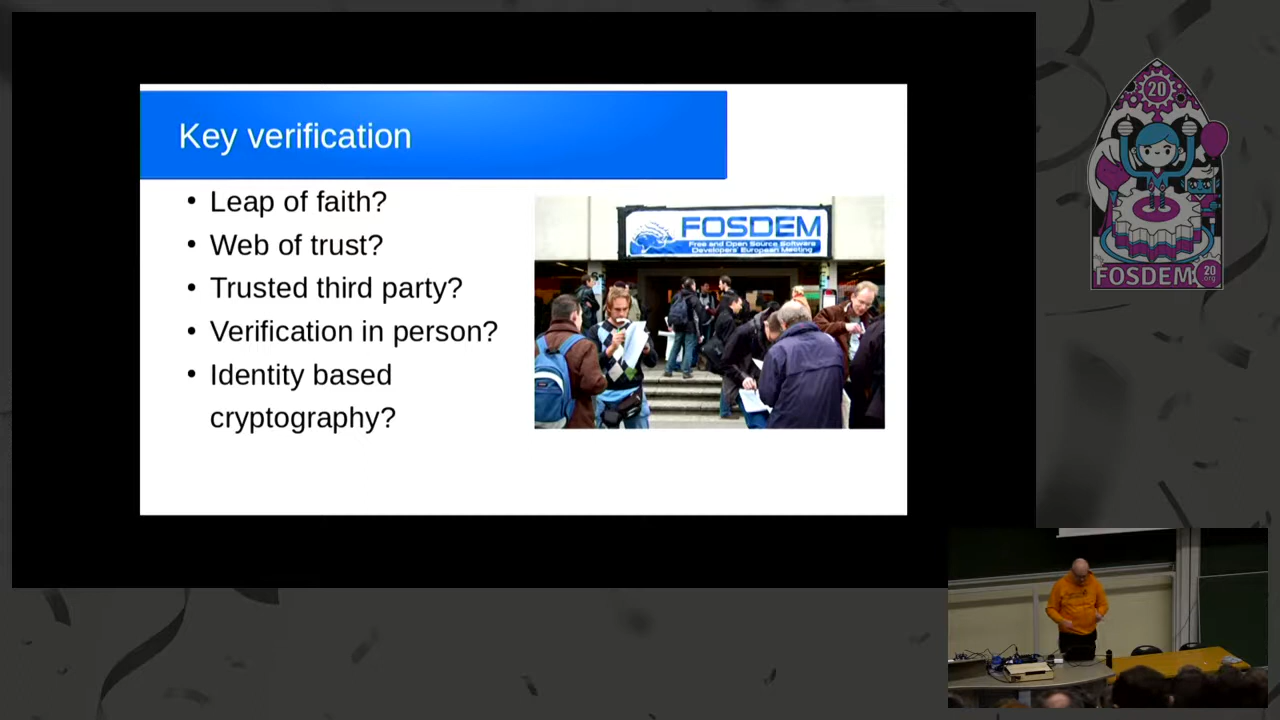 Key verification
• Leap of faith?
• Web of trust?
• Trusted third party?
• Verification in person?
• Identity based
cryptography?
FOSDEM
Free and Open Source Software
Developers' European Meeting
20
FOSDEM
20
.org